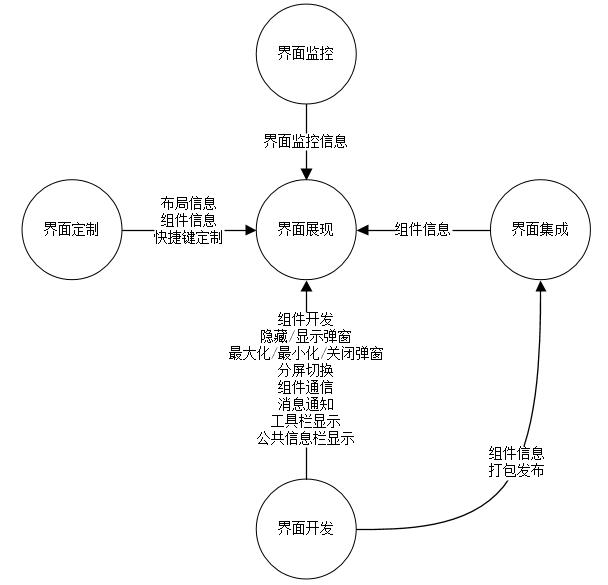 界面监控
界面监控信息
界面定制
布局信息
组件信息
快捷键定制
界面展现
组件信息
界面集成
组件开发
隐藏/显示弹窗
最大化/最小化/关闭弹窗
分屏切换
组件通信
消息通知
工具栏显示
公共信息栏显示
组件信息
打包发布
界面开发